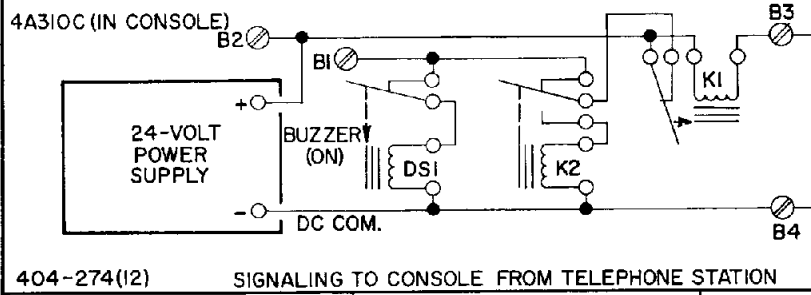 4A310C (IN CONSOLE)
B2
B1
B3
K1
+
24-VOLT
POWER
SUPPLY
BUZZER
(ON)
DS1
K2
-
DC COM.
B4
404-274(12)
SIGNALING TO CONSOLE FROM TELEPHONE STATION